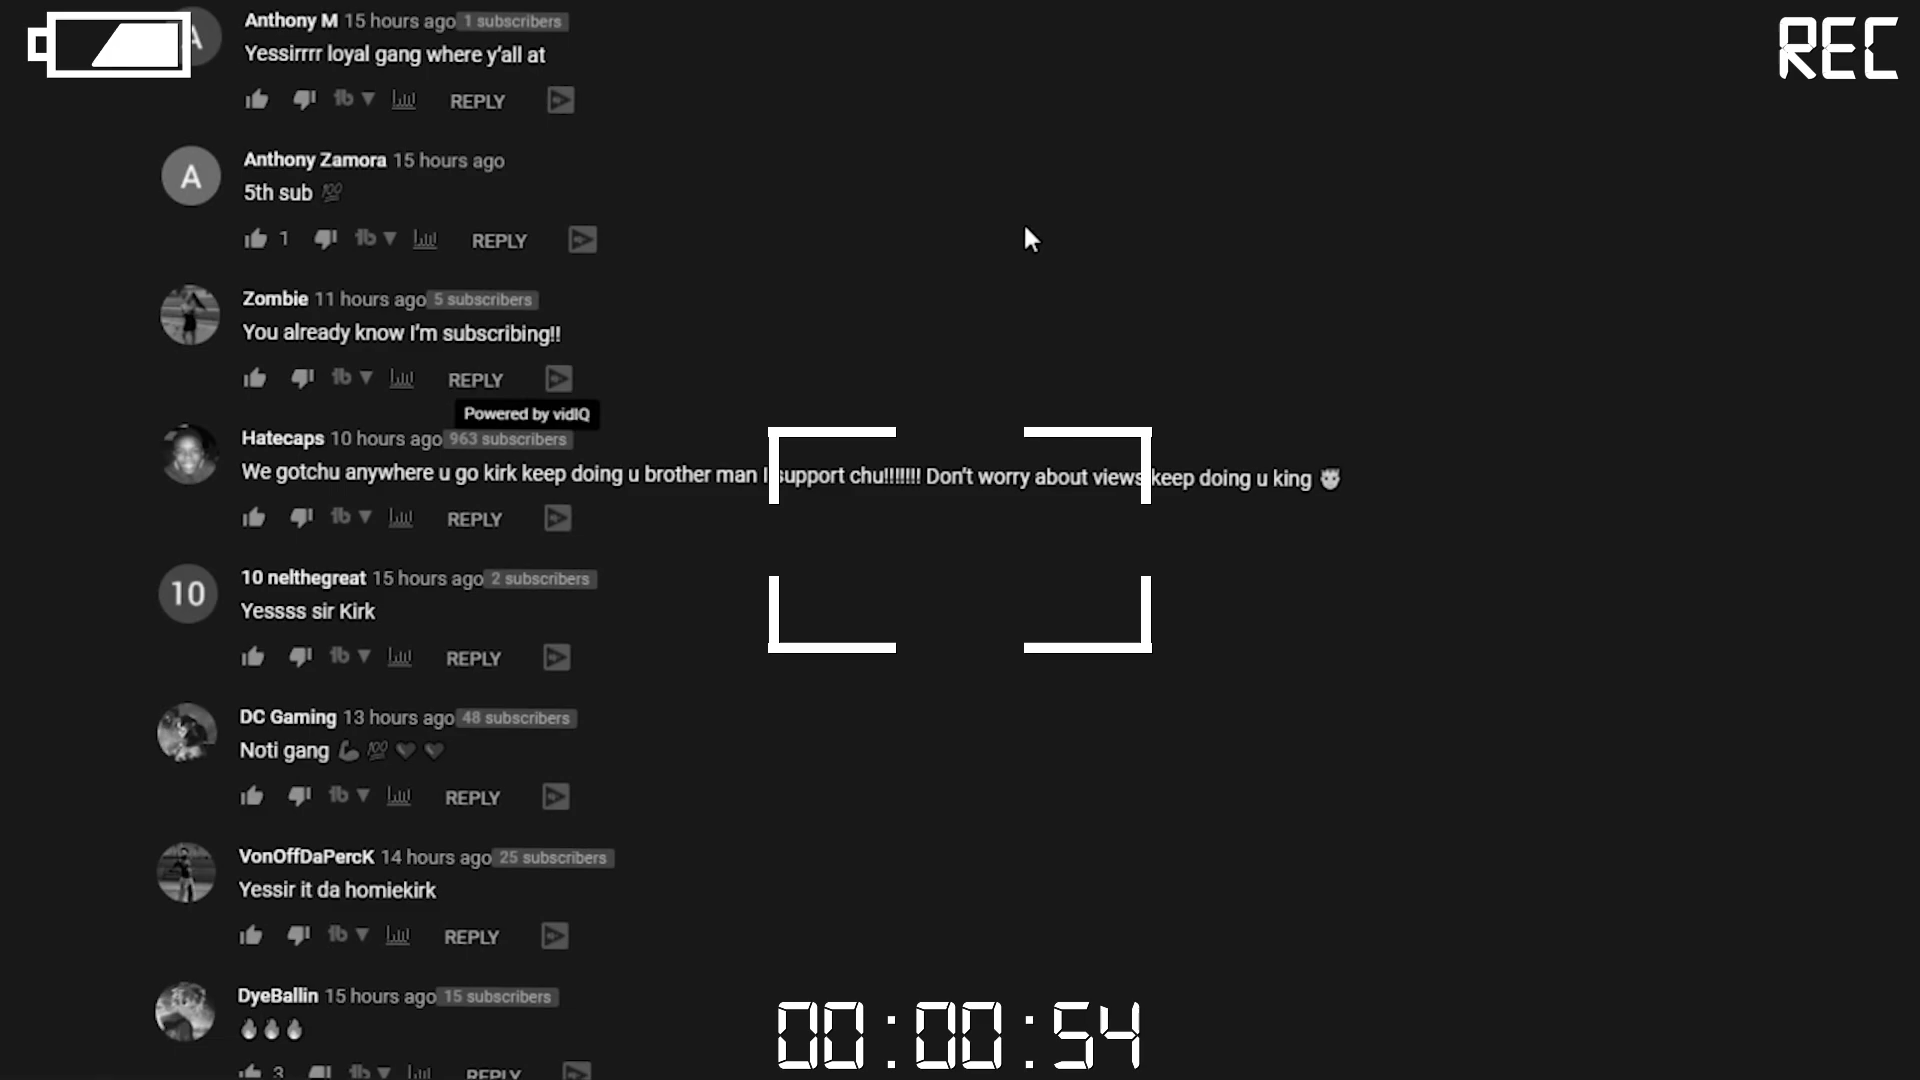 REC
A
Anthony M 15 hours ago 1 subscribers
Yessirrrr loyal gang where y'all at
REPLY
A
Anthony Zamora 15 hours ago
5th sub 💯
1 REPLY
Zombie 11 hours ago 5 subscribers
You already know I'm subscribing!!
REPLY
Powered by vidIQ
Hatecaps 10 hours ago 963 subscribers
We gotchu anywhere u go kirk keep doing u brother man I support chu!!!!!!! Don't worry about views keep doing u king
REPLY
10
10 nelthegreat 15 hours ago 2 subscribers
Yessss sir Kirk
REPLY
DC Gaming 13 hours ago 48 subscribers
Noti gang 💪 💯
REPLY
VonOffDaPercK 14 hours ago 25 subscribers
Yessir it da homiekirk
REPLY
DyeBallin 15 hours ago 15 subscribers
🔥🔥🔥
3 REPLY
00:00:54